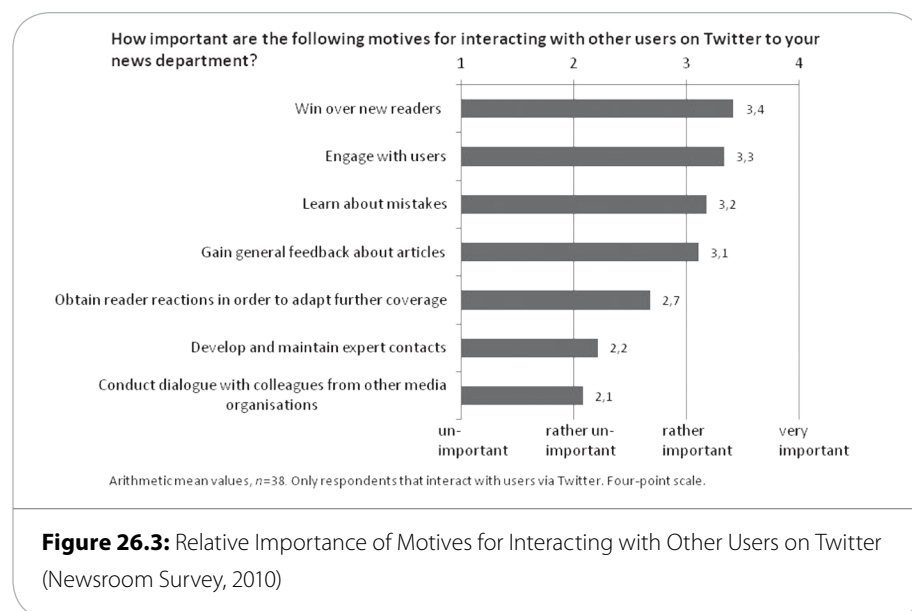 How important are the following motives for interacting with other users on Twitter to your
news department?
1 2 3 4
Win over new readers 3,4
Engage with users 3,3
Learn about mistakes 3,2
Gain general feedback about articles 3,1
Obtain reader reactions in order to adapt further coverage 2,7
Develop and maintain expert contacts 2,2
Conduct dialogue with colleagues from other media
organisations 2,1
un- rather un- rather very
important important important important
Arithmetic mean values, n=38. Only respondents that interact with users via Twitter. Four-point scale.
Figure 26.3: Relative Importance of Motives for Interacting with Other Users on Twitter
(Newsroom Survey, 2010)